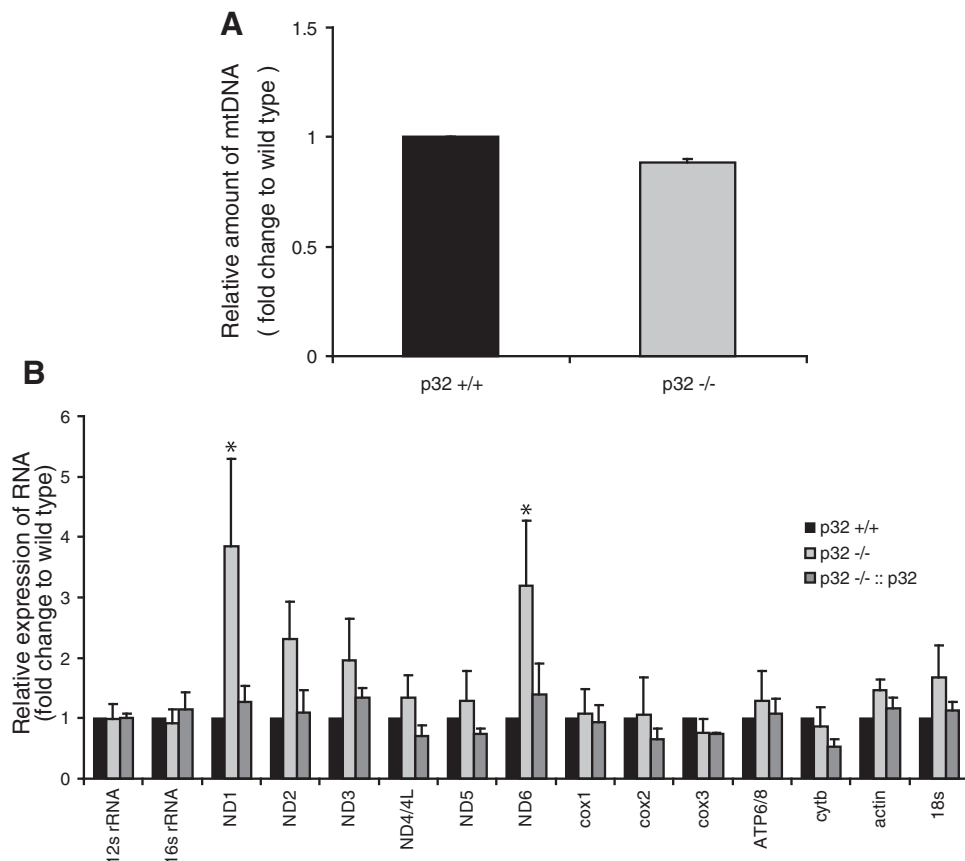 A
Relative amount of mtDNA
( fold change to wild type )
1.5
1
0.5
0
p32 +/+
p32 -/-
B
Relative expression of RNA
(fold change to wild type)
6
5
4
3
2
1
0
*
*
p32 +/+
p32 -/-
p32 -/- :: p32
12s rRNA
16s rRNA
ND1
ND2
ND3
ND4/4L
ND5
ND6
cox1
cox2
cox3
ATP6/8
cytb
actin
18s